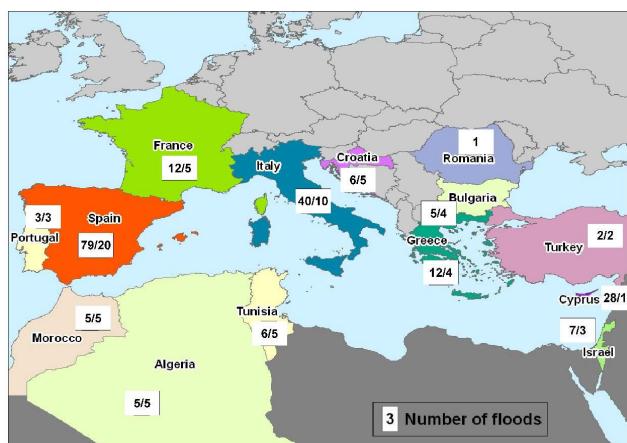 France
12/5
Italy
40/10
Croatia
6/5
1
Romania
Bulgaria
5/4
Greece
12/4
3/3
Portugal
Spain
79/20
Turkey
2/2
Cyprus
28/1
7/3
Israel
5/5
Morocco
Tunisia
6/5
Algeria
5/5
3 Number of floods